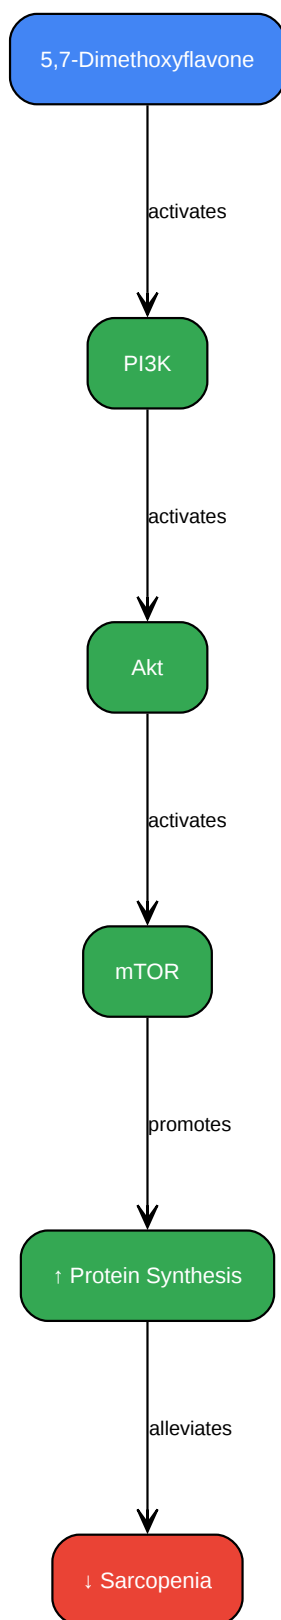 5,7-Dimethoxyflavone
activates
PI3K
activates
Akt
activates
mTOR
promotes
↑ Protein Synthesis
alleviates
↓ Sarcopenia